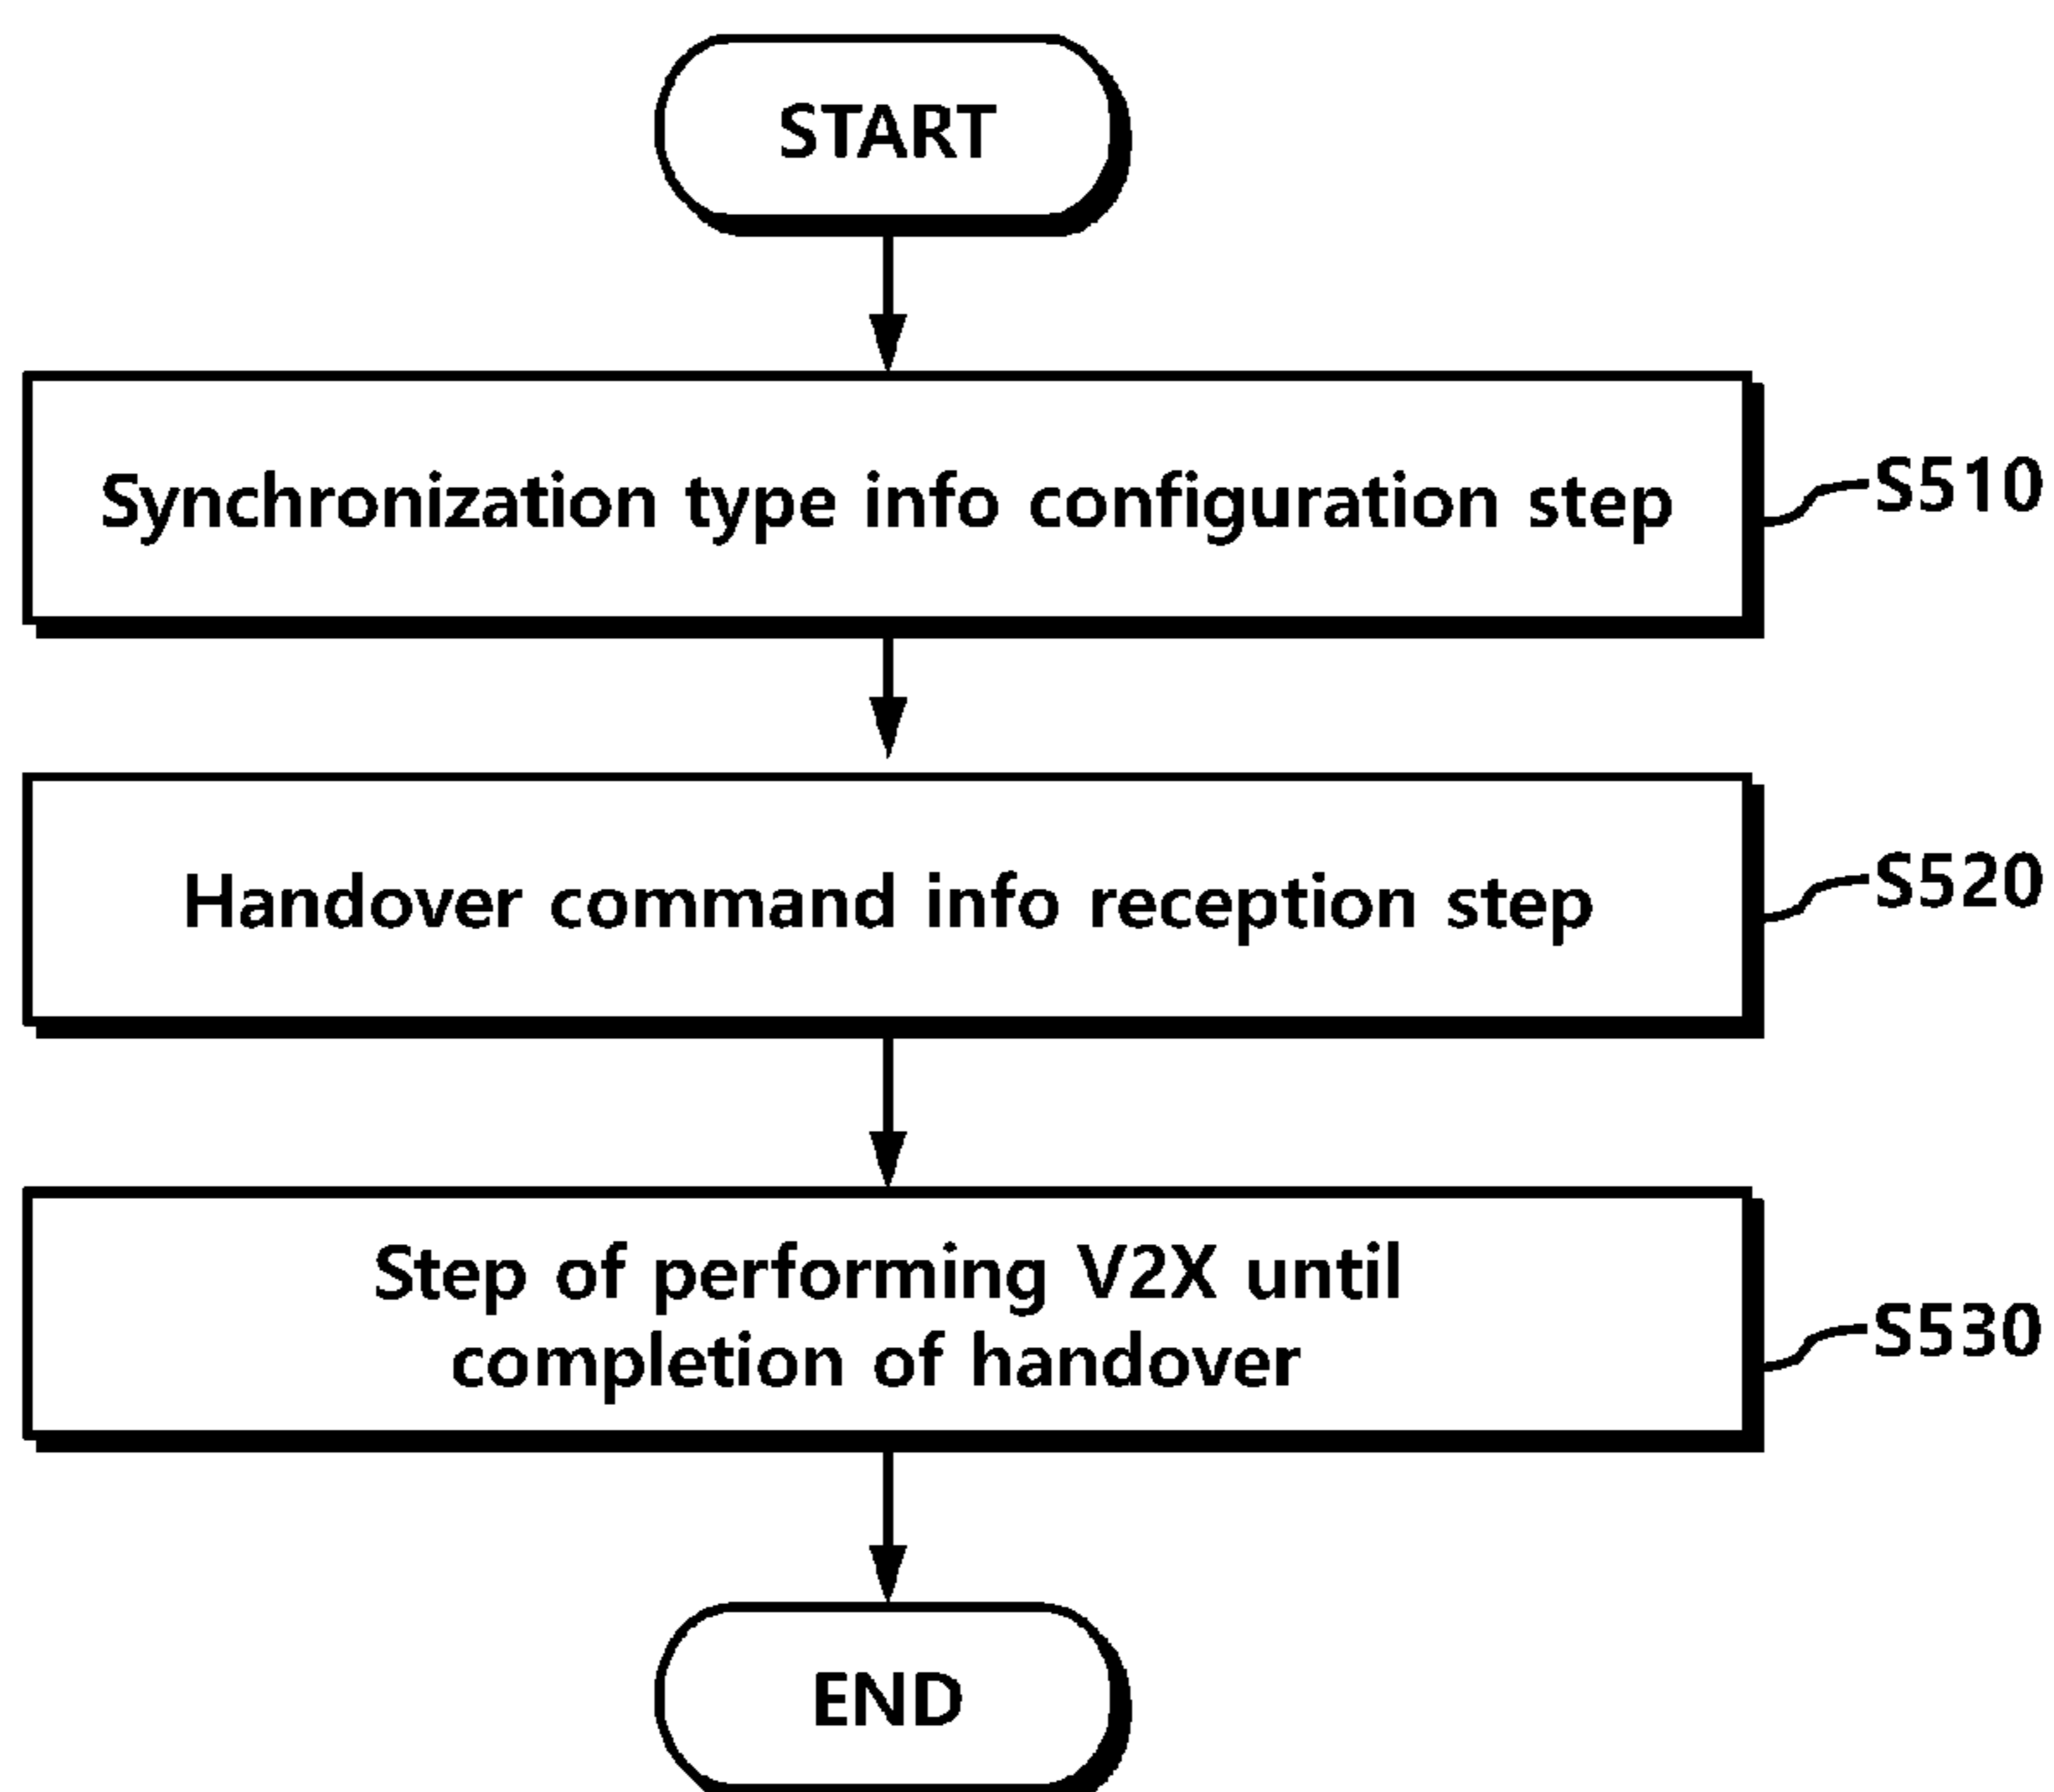 START
Synchronization type info configuration step
S510
Handover command info reception step
S520
Step of performing V2X until
completion of handover
S530
END